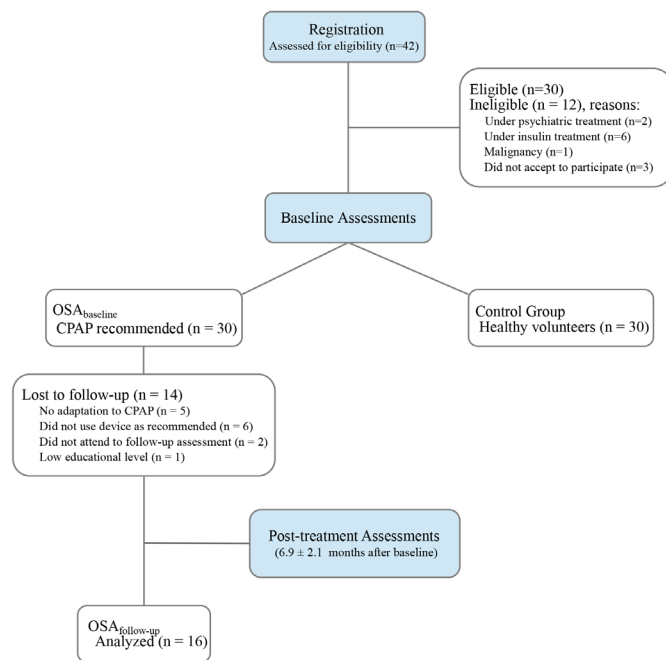 Registration
Assessed for eligibility (n=42)
Eligible (n=30)
Ineligible (n = 12), reasons:
Under psychiatric treatment (n=2)
Under insulin treatment (n=6)
Malignancy (n=1)
Did not accept to participate (n=3)
Baseline Assessments
OSAbaseline
CPAP recommended (n = 30)
Control Group
Healthy volunteers (n = 30)
Lost to follow-up (n = 14)
No adaptation to CPAP (n = 5)
Did not use device as recommended (n = 6)
Did not attend to follow-up assessment (n = 2)
Low educational level (n = 1)
Post-treatment Assessments
(6.9 ± 2.1 months after baseline)
OSAfollow-up
Analyzed (n = 16)